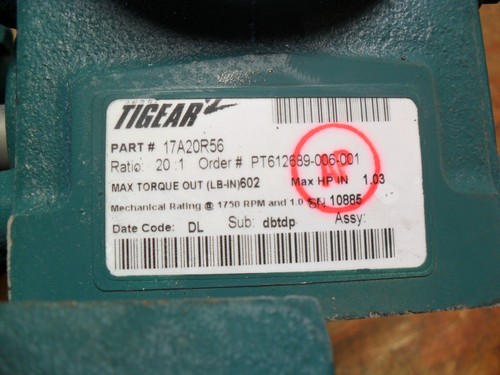 TIGEAR 2
PART # 17A20R56
Ratio: 20 :1 Order # PT612689-006-001
MAX TORQUE OUT (LB-IN)602 Max HP IN 1.03
Mechanical Rating @ 1750 RPM and 1.0 SN 10885
Date Code: DL Sub: dbtdp Assy: